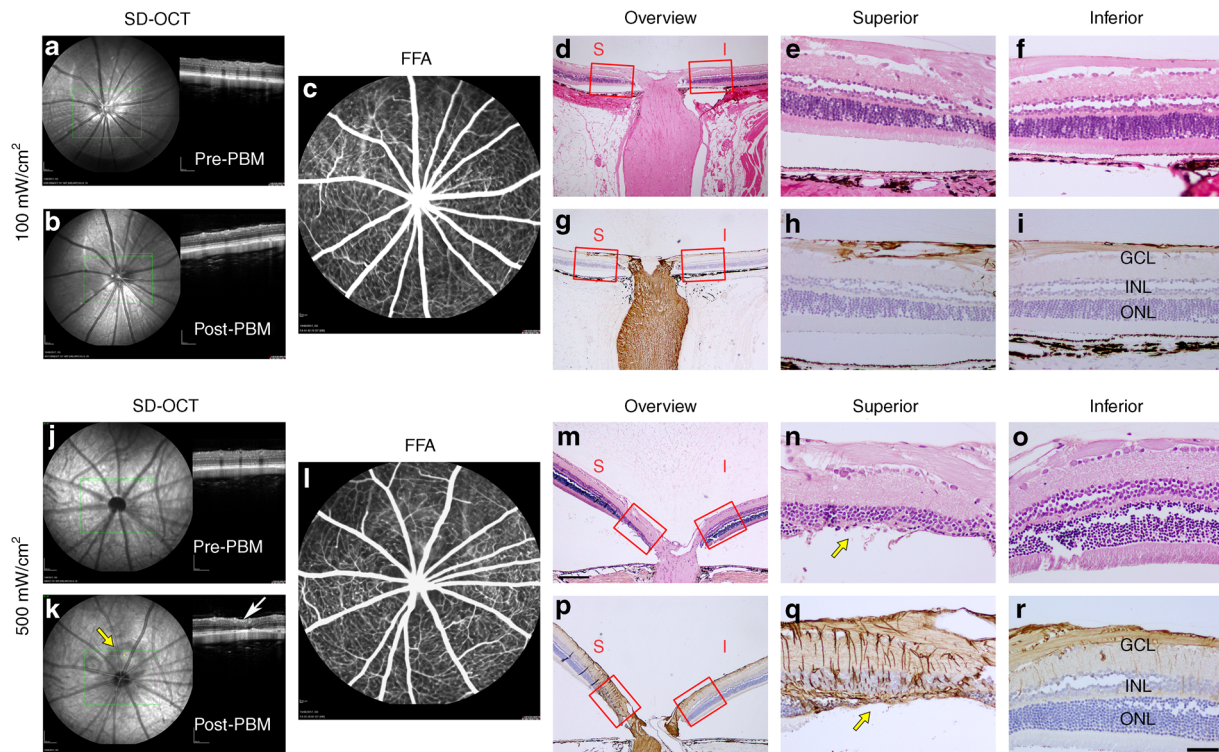 SD-OCT
FFA
Overview
Superior
Inferior
100 mW/cm²
a
Pre-PBM
b
Post-PBM
c
d
S
I
e
f
g
S
I
h
i
GCL
INL
ONL
SD-OCT
FFA
Overview
Superior
Inferior
500 mW/cm²
j
Pre-PBM
k
Post-PBM
l
m
S
I
n
o
p
S
I
q
r
GCL
INL
ONL